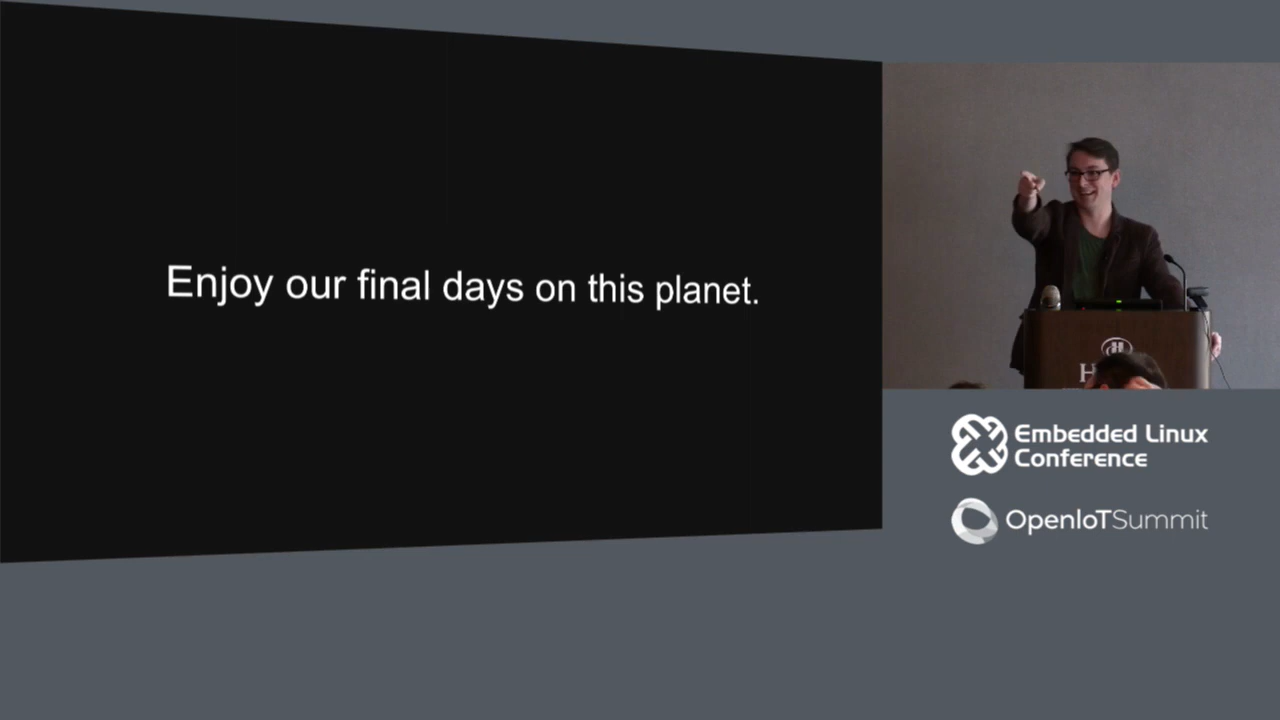 Enjoy our final days on this planet.
H
Embedded Linux
Conference
OpenIoTSummit